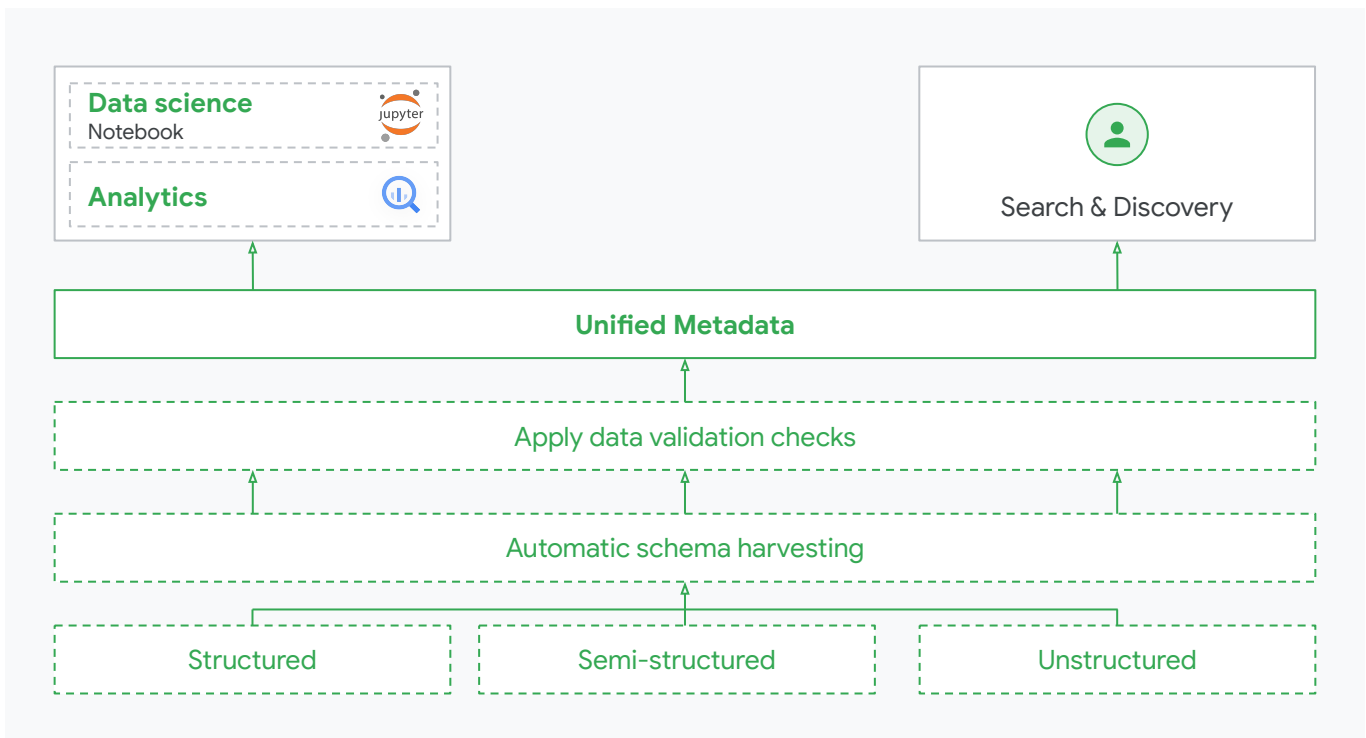 Data science
Notebook
jupyter
Analytics
Search & Discovery
Unified Metadata
Apply data validation checks
Automatic schema harvesting
Structured
Semi-structured
Unstructured